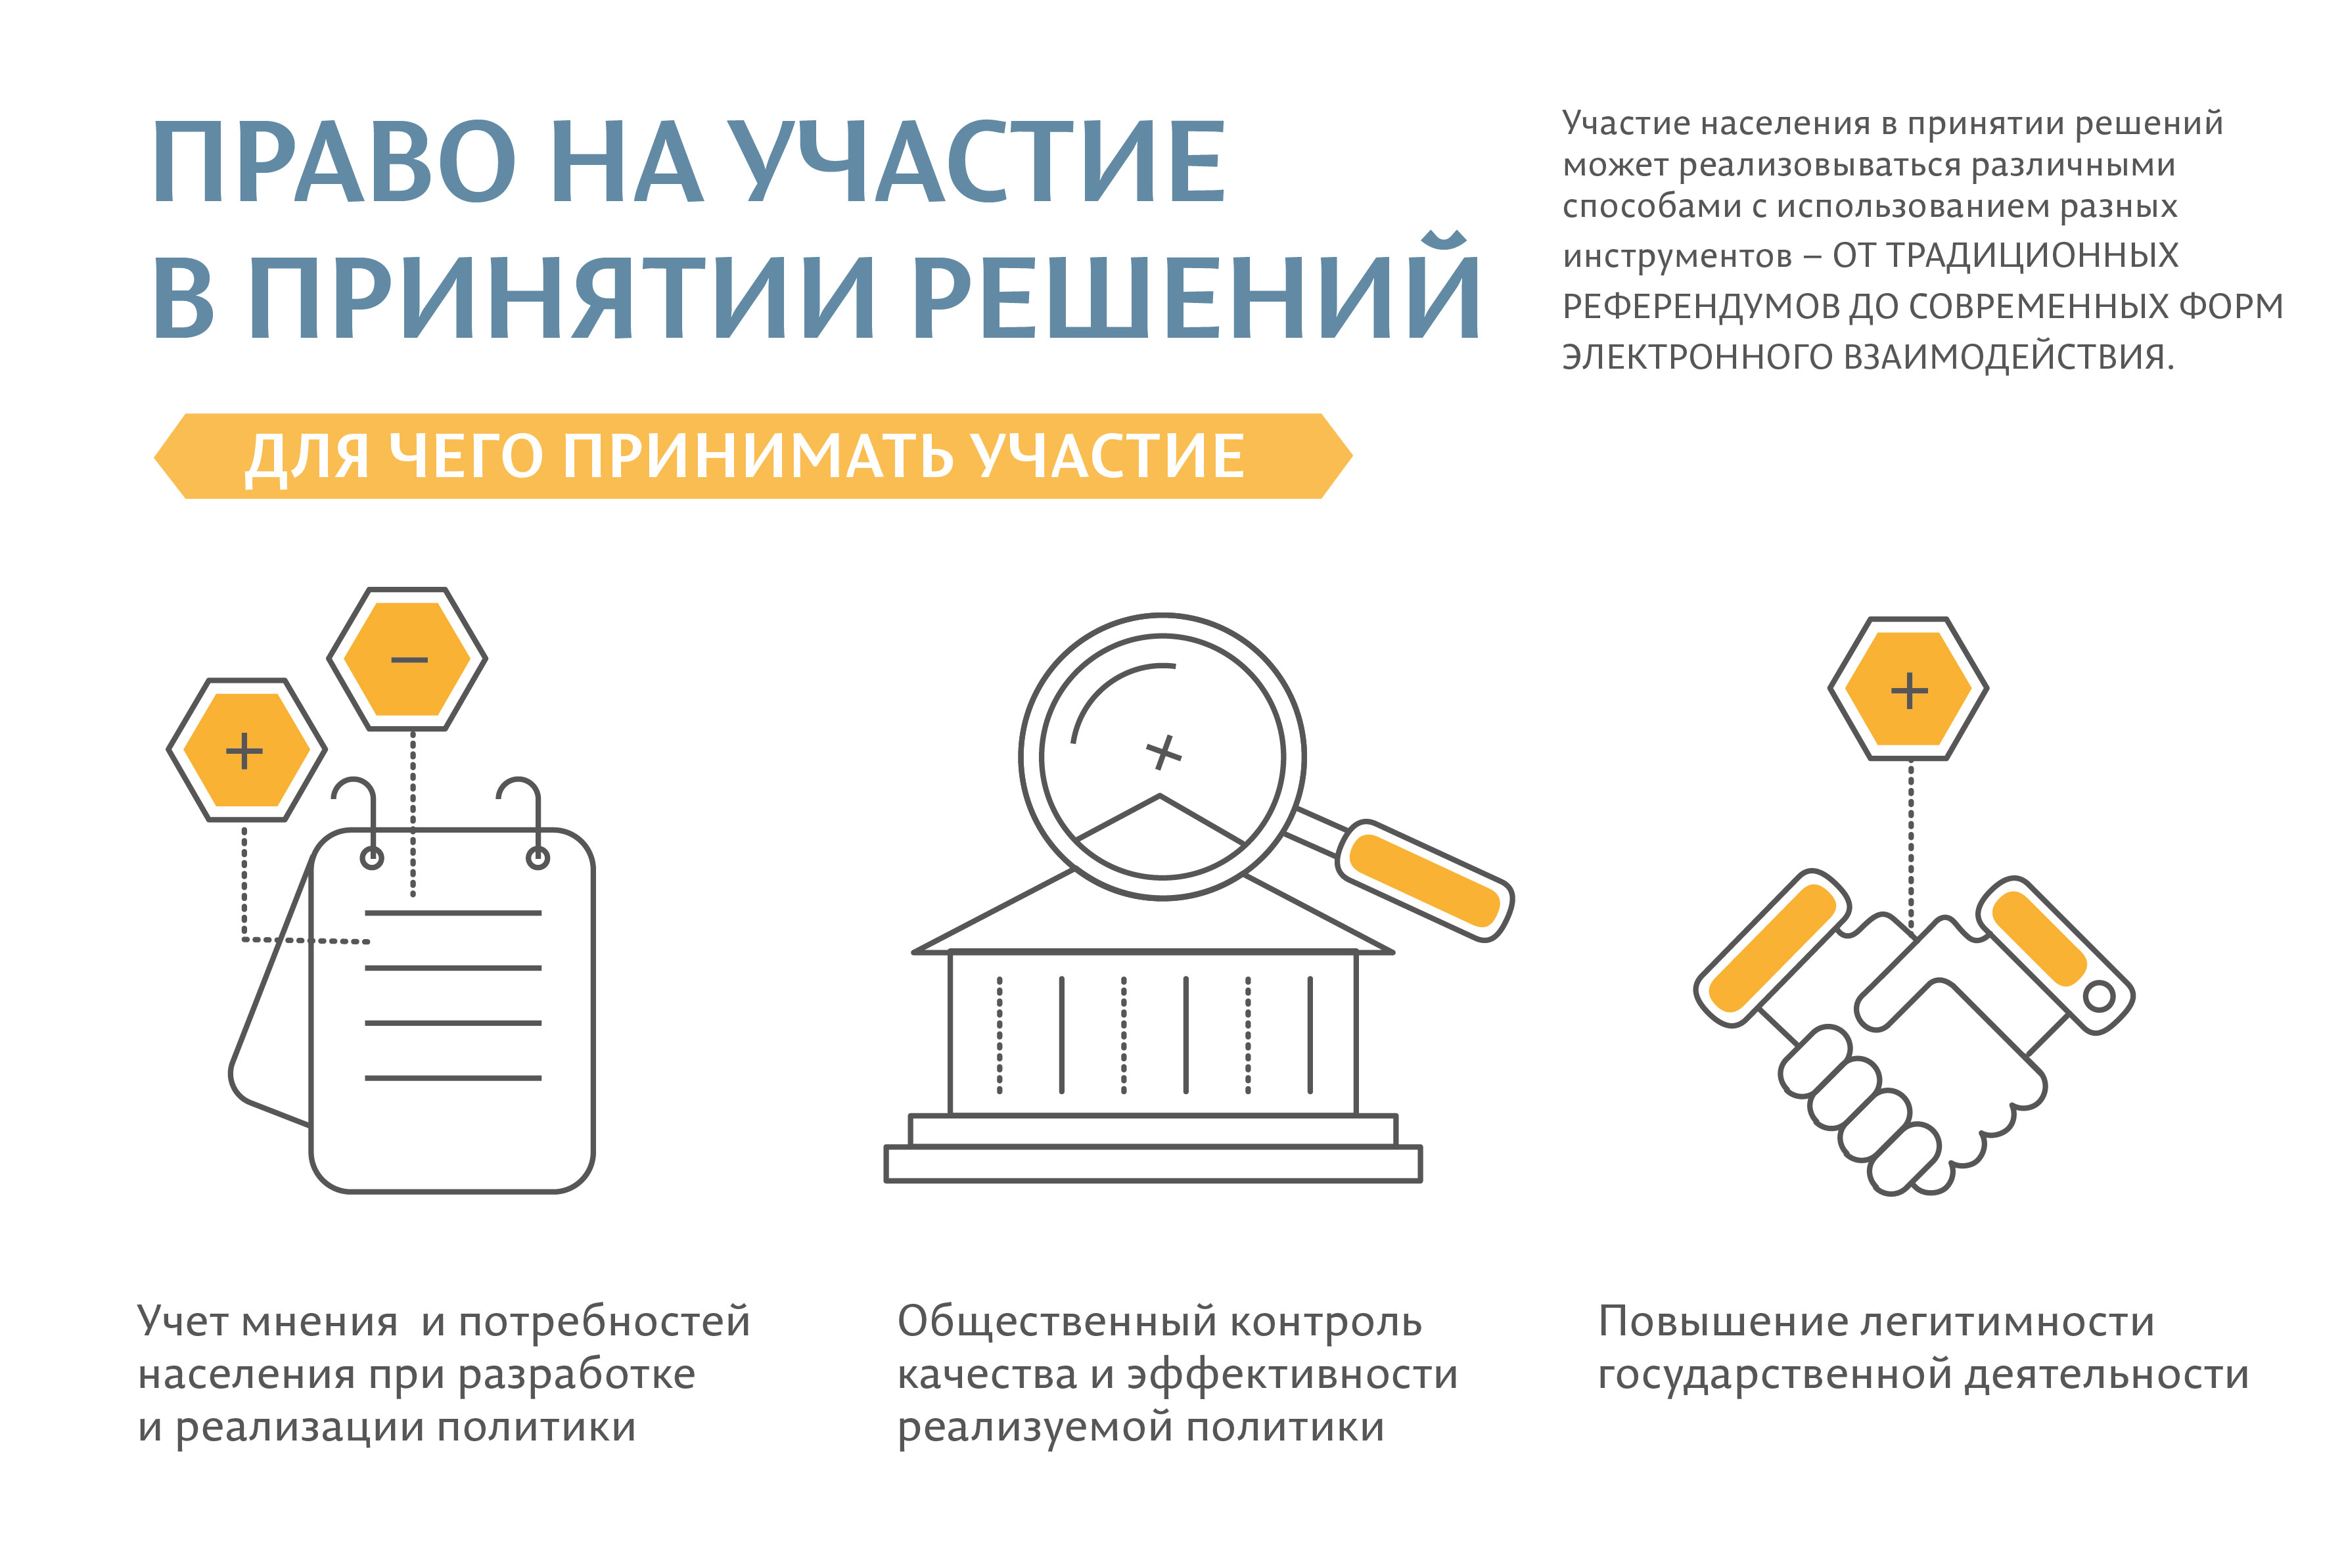 ПРАВО НА УЧАСТИЕ
В ПРИНЯТИИ РЕШЕНИЙ
Участие населения в принятии решений
может реализовываться различными
способами с использованием разных
инструментов – ОТ ТРАДИЦИОННЫХ
РЕФЕРЕНДУМОВ ДО СОВРЕМЕННЫХ ФОРМ
ЭЛЕКТРОННОГО ВЗАИМОДЕЙСТВИЯ.
ДЛЯ ЧЕГО ПРИНИМАТЬ УЧАСТИЕ
Учет мнения и потребностей
населения при разработке
и реализации политики
Общественный контроль
качества и эффективности
реализуемой политики
Повышение легитимности
государственной деятельности